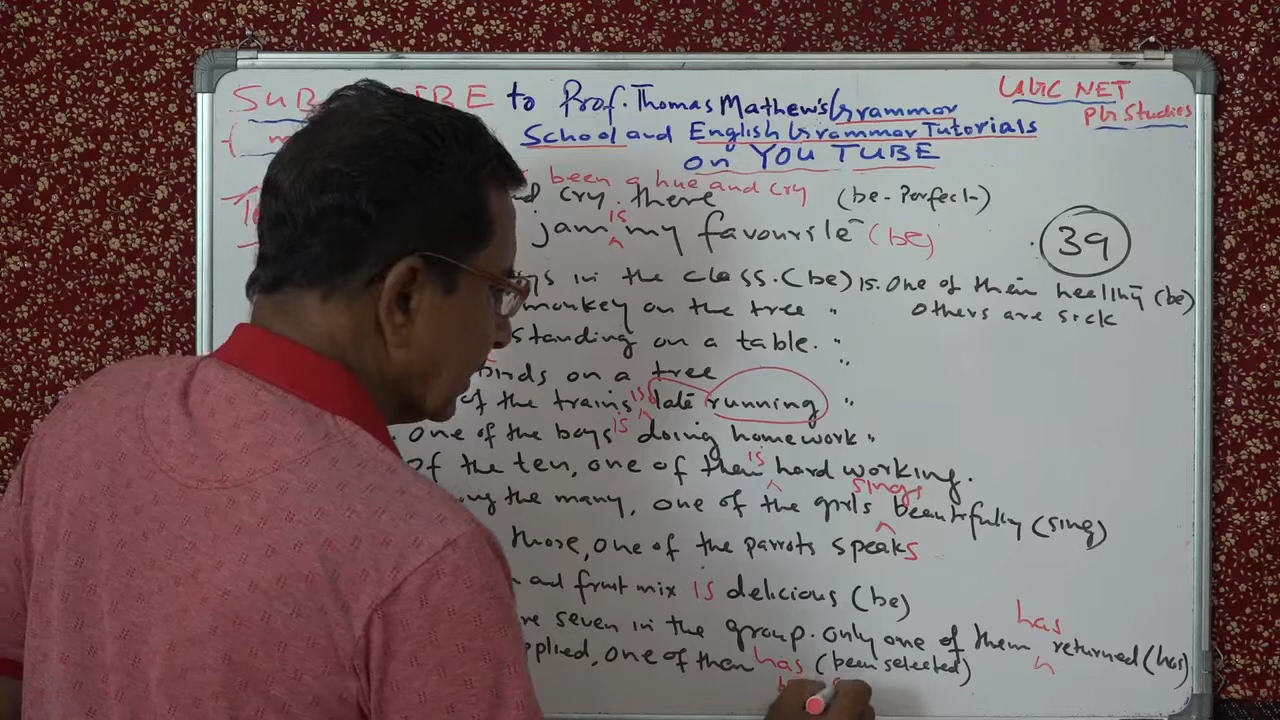 to Prof. Thomas Mathew's Grammar
School and English Grammar Tutorials
on YOU TUBE
UGC NET
Ph Studies
been a hue and cry
nd cry there (be-Perfect-)
39
is
jam my favourite (be)
ys in the class. (be) is. One of them healthy (be)
others are sick
monkey on the tree "
standing on a table. "
birds on a tree "
is
of the trains late running "
is
One of the boys doing homework "
is
of the ten, one of them hard working.
sings
ng the many, one of the girls beautifully (sing)
those, one of the parrots speaks
and fruit mix is delicious (be)
has
re seven in the group. Only one of them returned (has)
pplied, one of them has (been selected)